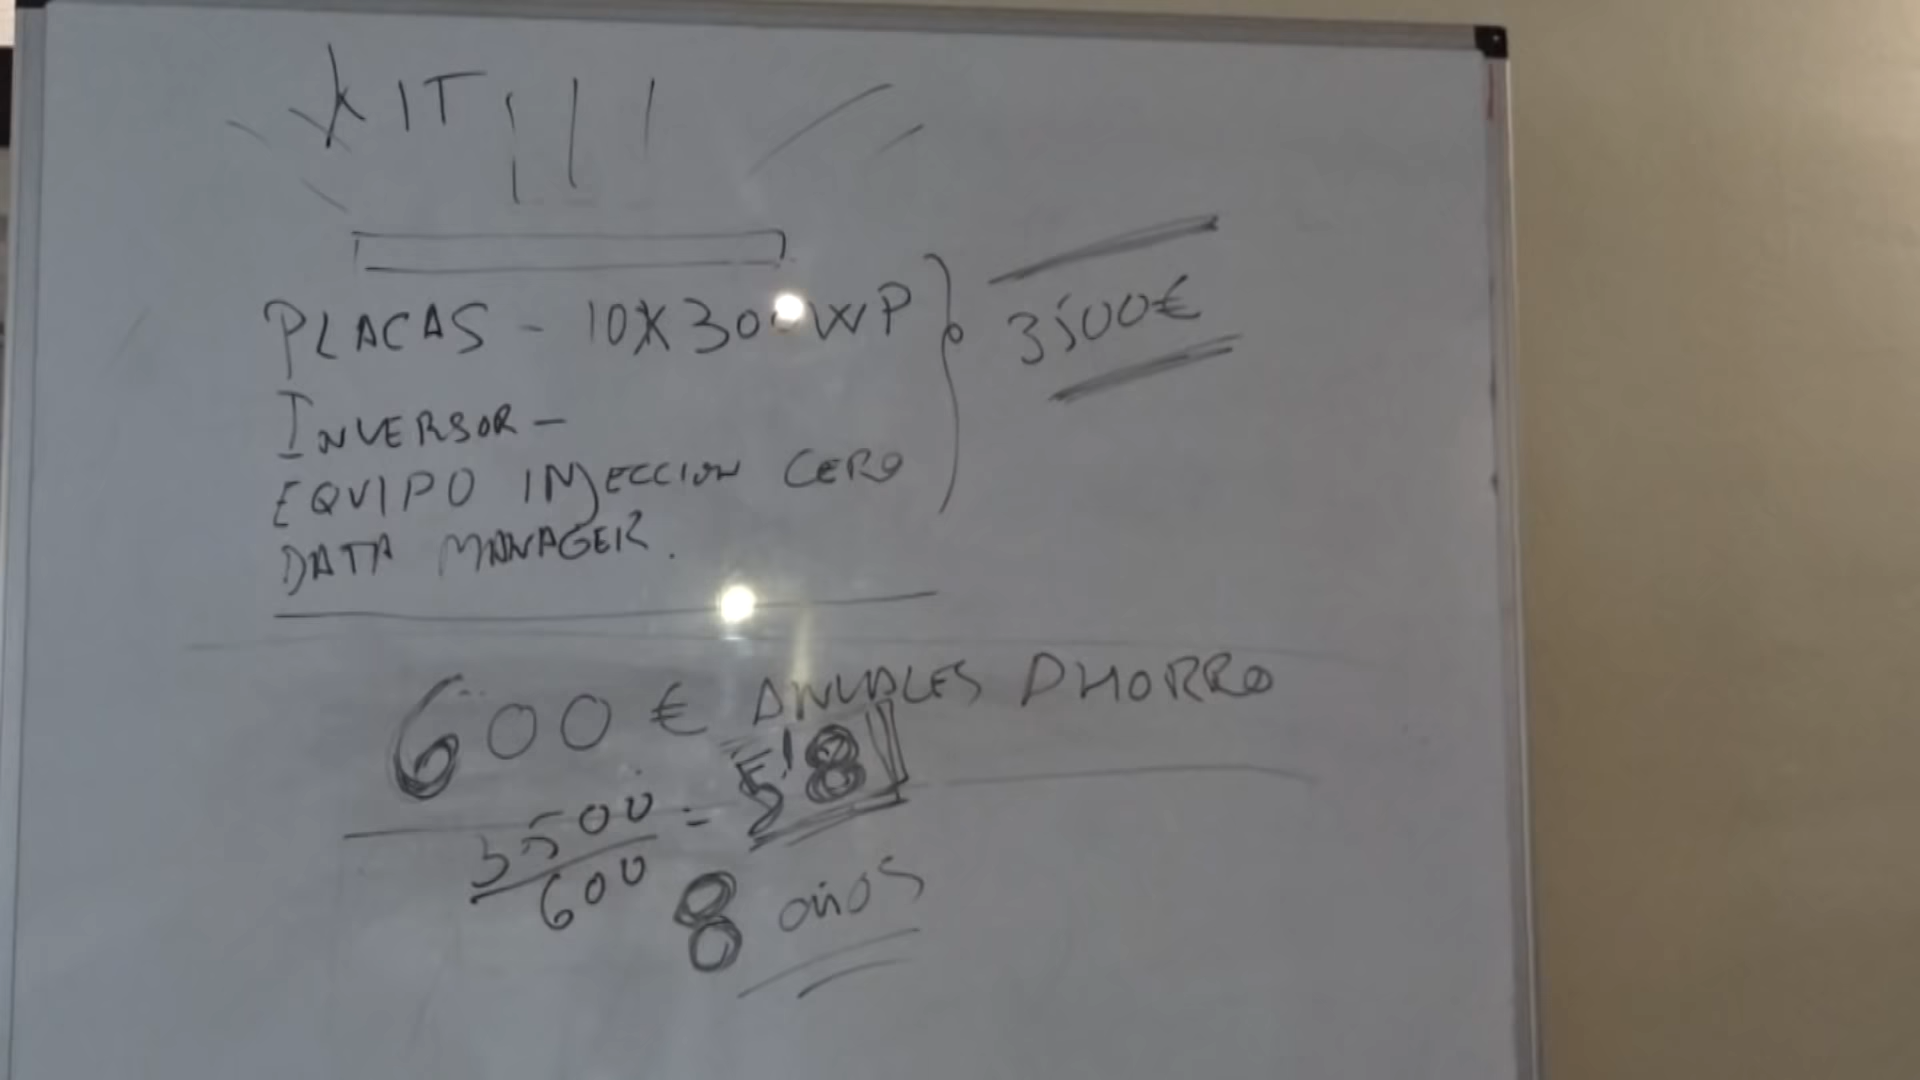 KIT!!!
PLACAS - 10X300WP } 3500€
INVERSOR -
EQUIPO INYECCION CERO
DATA MANAGER.
600 € ANUALES AHORRO
3500/600 = 5'8
8 años